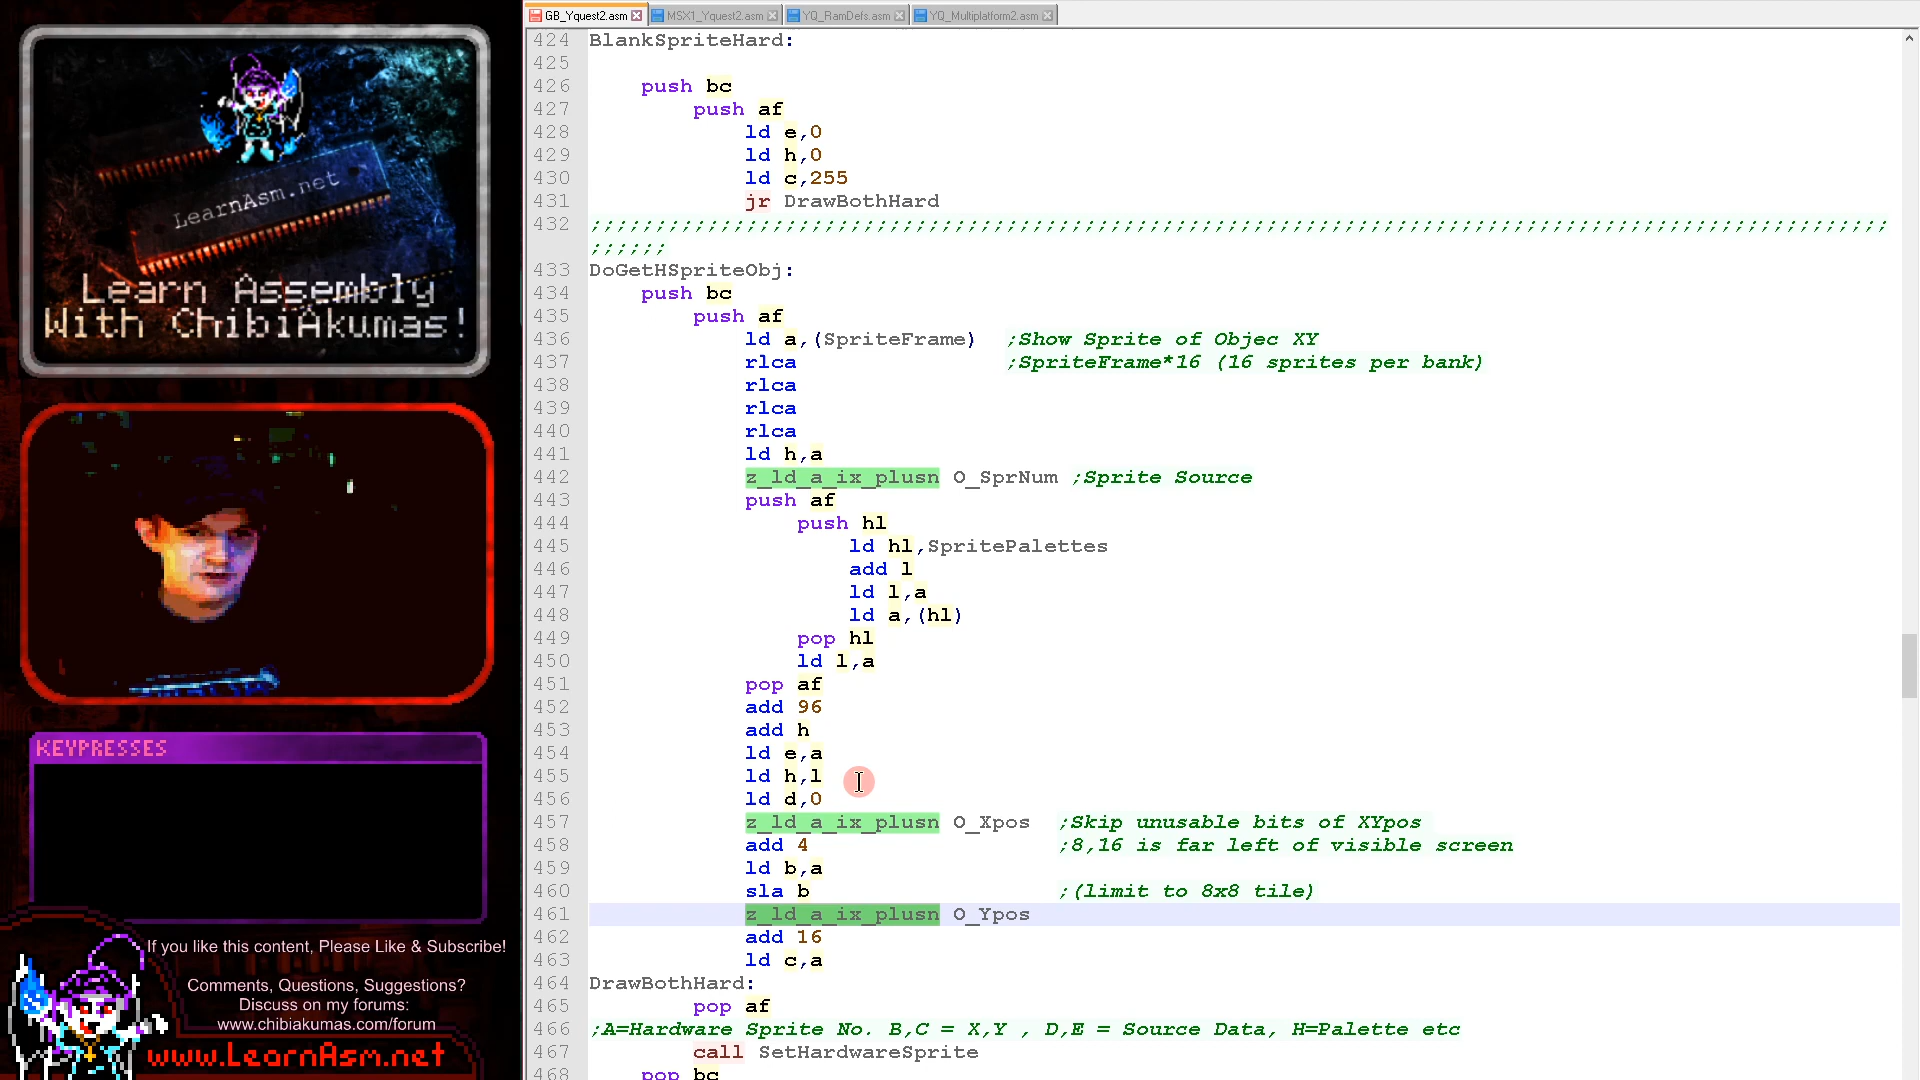 GB_Yquest2.asm MSX1_Yquest2.asm YQ_RamDefs.asm YQ_Multiplatform2.asm
LearnAsm.net
Learn Assembly
With ChibiAkumas!
KEYPRESSES
If you like this content, Please Like & Subscribe!
Comments, Questions, Suggestions?
Discuss on my forums:
www.chibiakumas.com/forum
www.LearnAsm.net
424 BlankSpriteHard:
425
426 push bc
427 push af
428 ld e,0
429 ld h,0
430 ld c,255
431 jr DrawBothHard
432 ;;;;;;;;;;;;;;;;;;;;;;;;;;;;;;;;;;;;;;;;;;;;;;;;;;;;;;;;;;;;;;;;;;;;;;;;;;;;;;;;;;;;;;;;;;;;;;;;;;;;
;;;;;;
433 DoGetHSpriteObj:
434 push bc
435 push af
436 ld a,(SpriteFrame) ;Show Sprite of Objec XY
437 rlca ;SpriteFrame*16 (16 sprites per bank)
438 rlca
439 rlca
440 rlca
441 ld h,a
442 z_ld_a_ix_plusn O_SprNum ;Sprite Source
443 push af
444 push hl
445 ld hl,SpritePalettes
446 add l
447 ld l,a
448 ld a,(hl)
449 pop hl
450 ld l,a
451 pop af
452 add 96
453 add h
454 ld e,a
455 ld h,l
456 ld d,0
457 z_ld_a_ix_plusn O_Xpos ;Skip unusable bits of XYpos
458 add 4 ;8,16 is far left of visible screen
459 ld b,a
460 sla b ;(limit to 8x8 tile)
461 z_ld_a_ix_plusn O_Ypos
462 add 16
463 ld c,a
464 DrawBothHard:
465 pop af
466 ;A=Hardware Sprite No. B,C = X,Y , D,E = Source Data, H=Palette etc
467 call SetHardwareSprite
468 pop bc